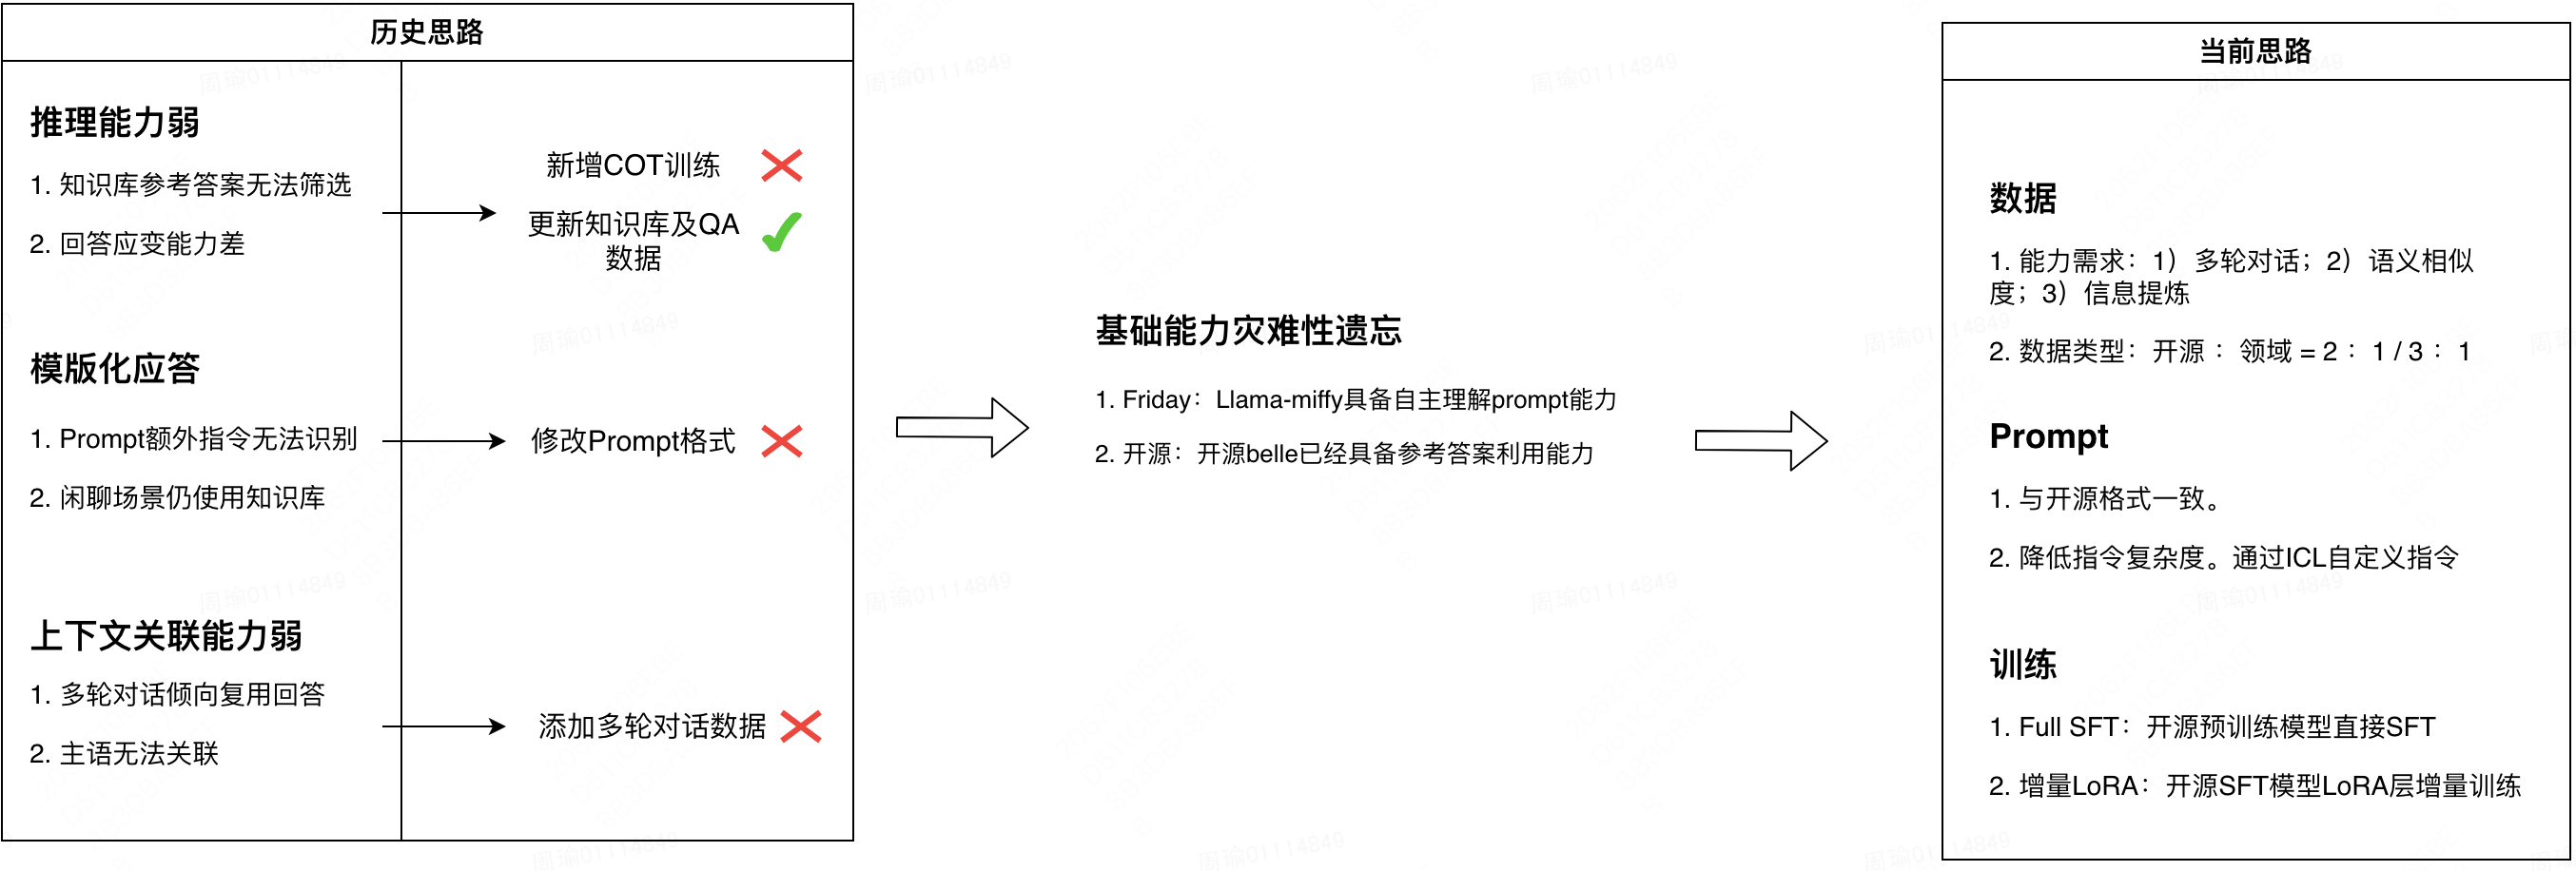 历史思路
推理能力弱
1. 知识库参考答案无法筛选
2. 回答应变能力差
新增COT训练
更新知识库及QA
数据
模版化应答
1. Prompt额外指令无法识别
2. 闲聊场景仍使用知识库
修改Prompt格式
上下文关联能力弱
1. 多轮对话倾向复用回答
2. 主语无法关联
添加多轮对话数据
基础能力灾难性遗忘
1. Friday：Llama-miffy具备自主理解prompt能力
2. 开源：开源belle已经具备参考答案利用能力
当前思路
数据
1. 能力需求：1）多轮对话；2）语义相似
度；3）信息提炼
2. 数据类型：开源 ：领域 = 2 ：1 / 3 ：1
Prompt
1. 与开源格式一致。
2. 降低指令复杂度。通过ICL自定义指令
训练
1. Full SFT：开源预训练模型直接SFT
2. 增量LoRA：开源SFT模型LoRA层增量训练
周瑜01114849